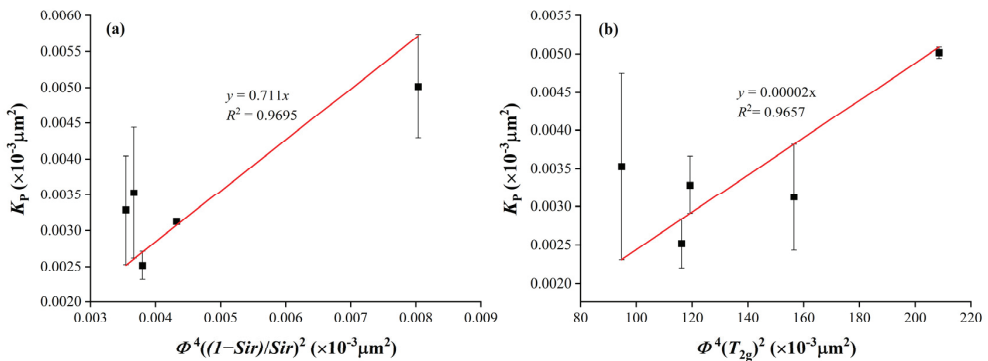 (a)
0.0060
0.0055
0.0050
0.0045
0.0040
0.0035
0.0030
0.0025
0.0020
K_P (×10⁻³μm²)
y = 0.711x
R² = 0.9695
0.003 0.004 0.005 0.006 0.007 0.008 0.009
Φ⁴((1−Sir)/Sir)² (×10⁻³μm²)
(b)
0.0055
0.0050
0.0045
0.0040
0.0035
0.0030
0.0025
0.0020
K_P (×10⁻³μm²)
y = 0.00002x
R²= 0.9657
80 100 120 140 160 180 200 220
Φ⁴(T₂g)² (×10⁻³μm²)